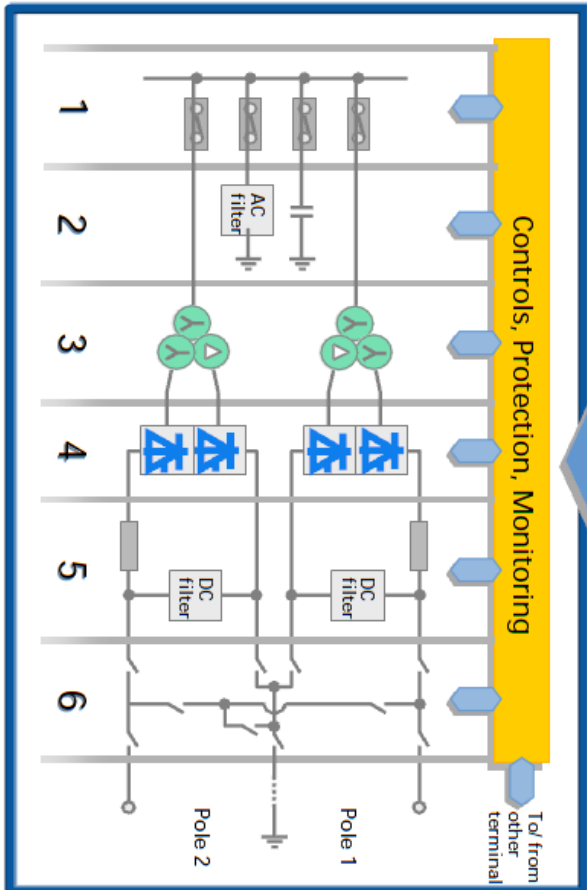 Controls, Protection, Monitoring
To/ from
other
terminal
1
2
3
4
5
6
AC
filter
DC
filter
DC
filter
Pole 1
Pole 2